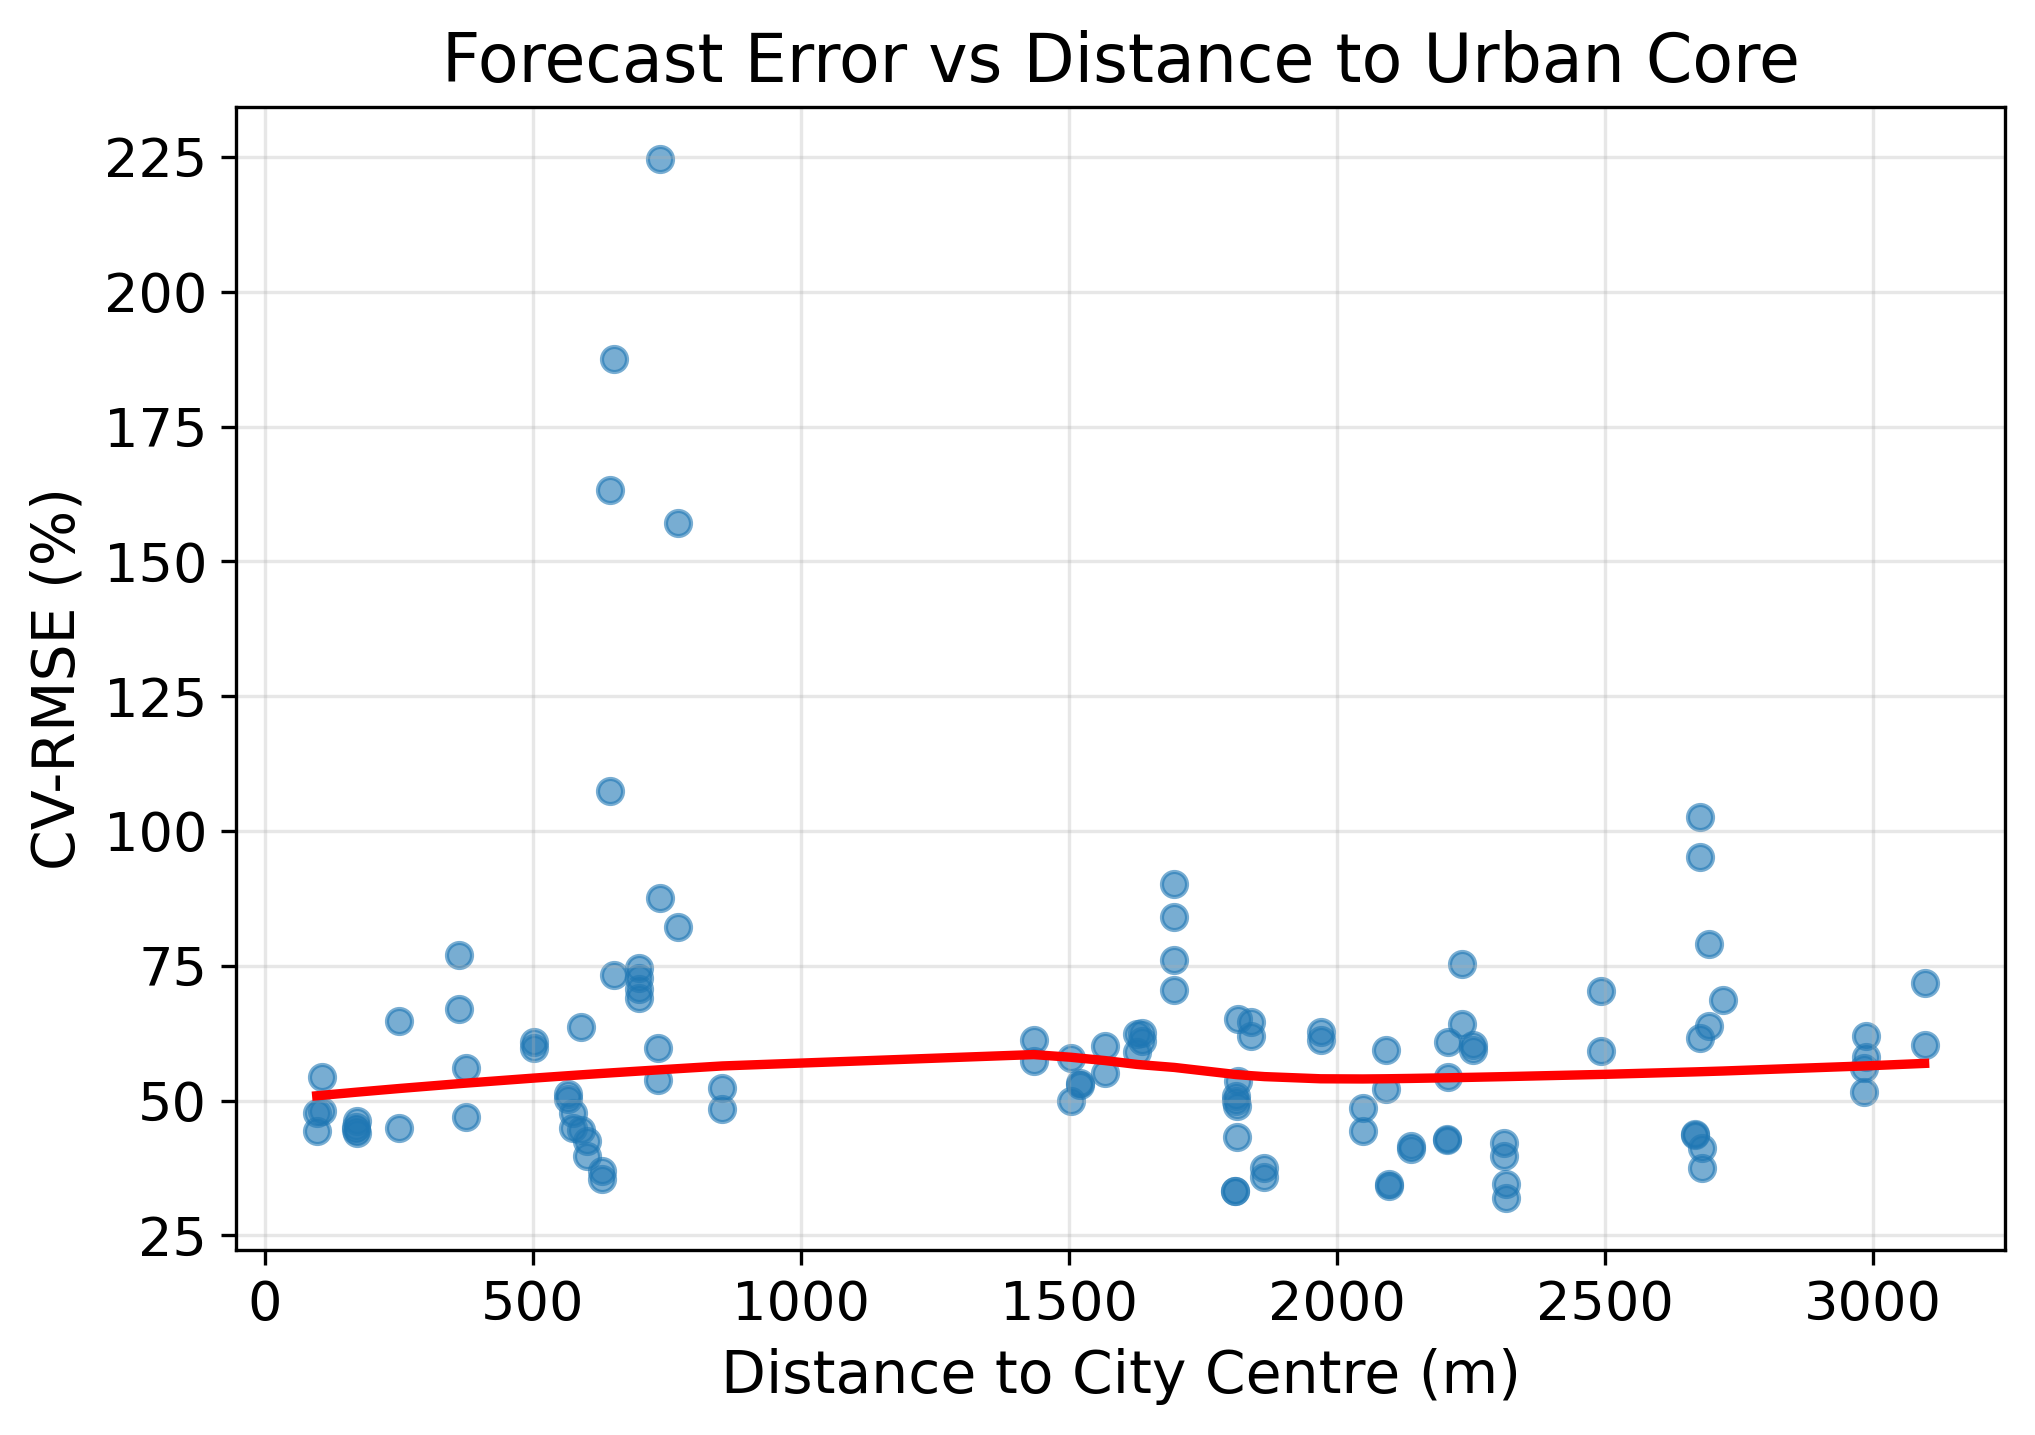 Forecast Error vs Distance to Urban Core
CV-RMSE (%)
225
200
175
150
125
100
75
50
25
0 500 1000 1500 2000 2500 3000
Distance to City Centre (m)